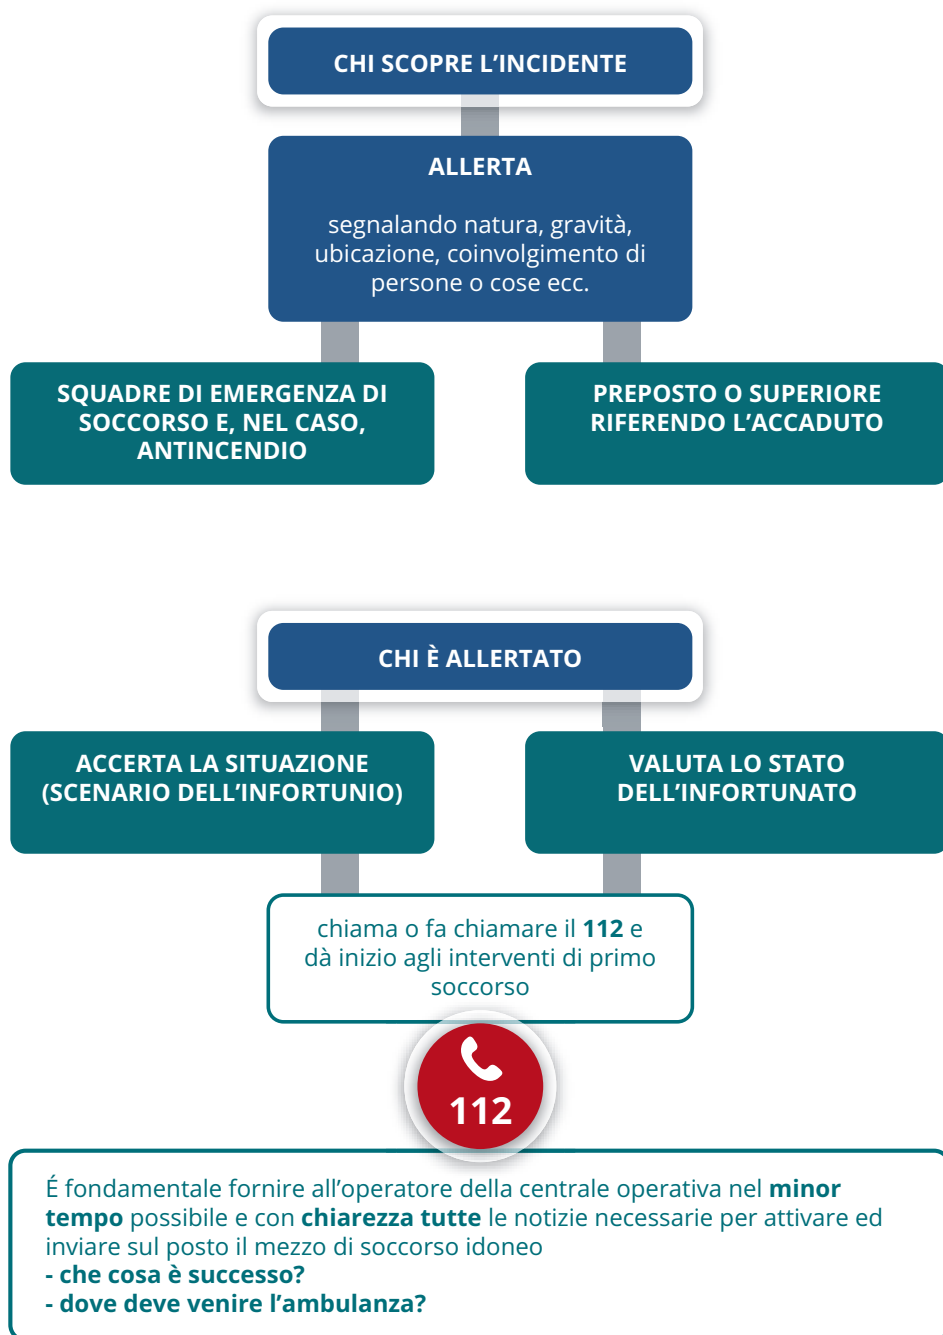 CHI SCOPRE L’INCIDENTE
ALLERTA
segnalando natura, gravità,
ubicazione, coinvolgimento di
persone o cose ecc.
SQUADRE DI EMERGENZA DI
SOCCORSO E, NEL CASO,
ANTINCENDIO
PREPOSTO O SUPERIORE
RIFERENDO L’ACCADUTO
CHI È ALLERTATO
ACCERTA LA SITUAZIONE
(SCENARIO DELL’INFORTUNIO)
VALUTA LO STATO
DELL’INFORTUNATO
chiama o fa chiamare il 112 e
dà inizio agli interventi di primo
soccorso
112
É fondamentale fornire all’operatore della centrale operativa nel minor
tempo possibile e con chiarezza tutte le notizie necessarie per attivare ed
inviare sul posto il mezzo di soccorso idoneo
- che cosa è successo?
- dove deve venire l’ambulanza?